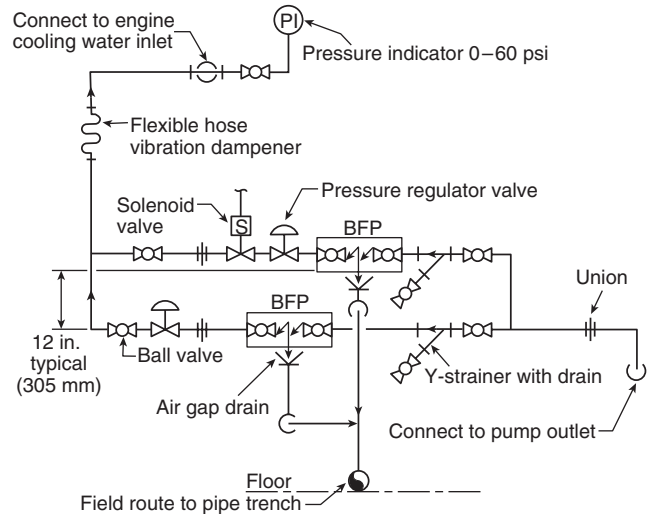 Connect to engine
cooling water inlet
PI
Pressure indicator 0–60 psi
Flexible hose
vibration dampener
Pressure regulator valve
Solenoid
valve
S
BFP
BFP
Union
12 in.
typical
(305 mm)
Ball valve
Y-strainer with drain
Air gap drain
Connect to pump outlet
Floor
Field route to pipe trench